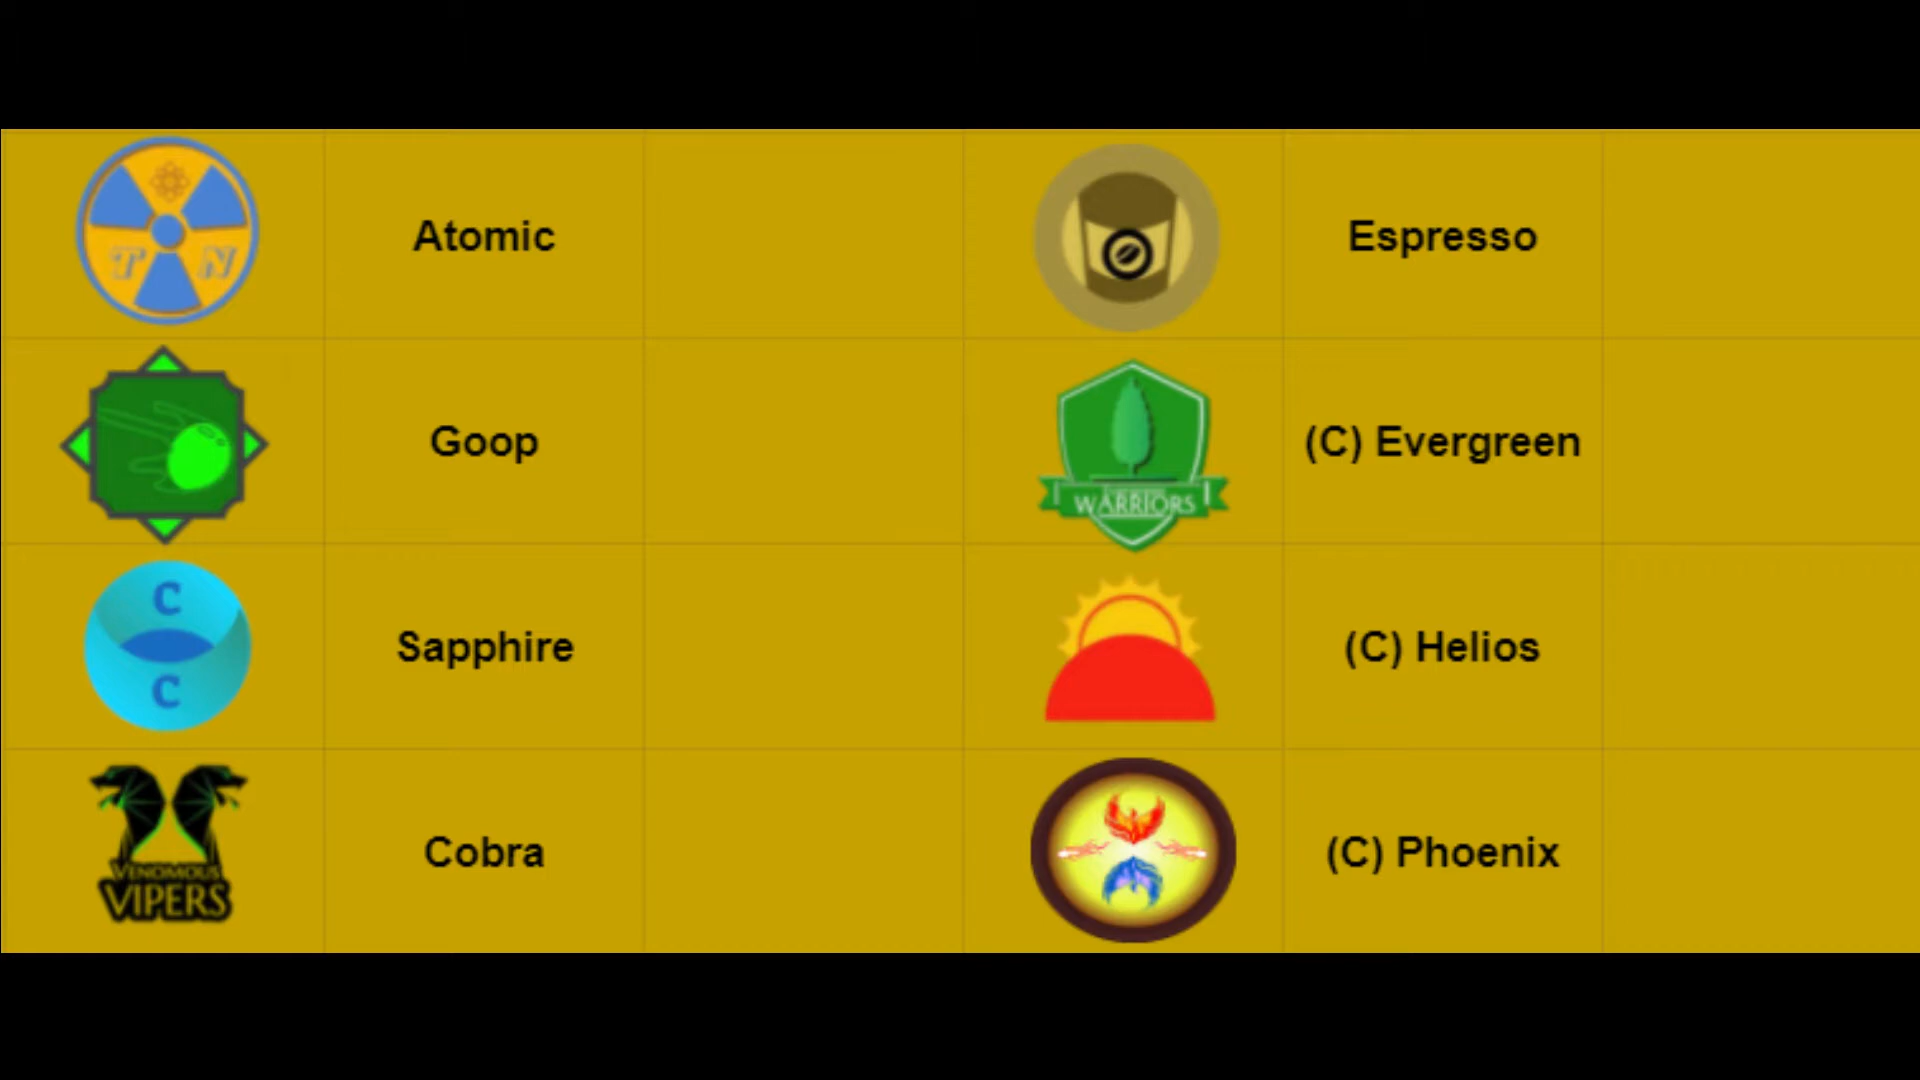 T N
Atomic
Espresso
Goop
WARRIORS
(C) Evergreen
C
C
Sapphire
(C) Helios
VENOMOUS
VIPERS
Cobra
(C) Phoenix